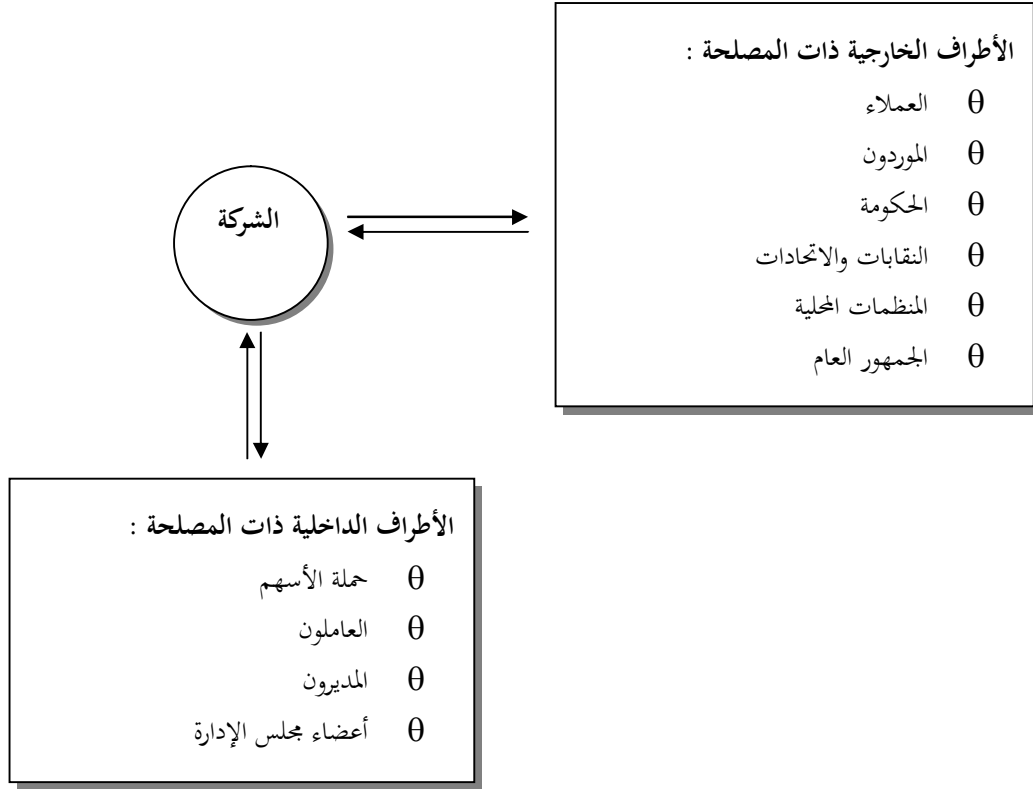 الأطراف الخارجية ذات المصلحة :
θ العملاء
θ الموردون
θ الحكومة
θ النقابات والاتحادات
θ المنظمات المحلية
θ الجمهور العام
الشركة
الأطراف الداخلية ذات المصلحة :
θ حملة الأسهم
θ العاملون
θ المديرون
θ أعضاء مجلس الإدارة